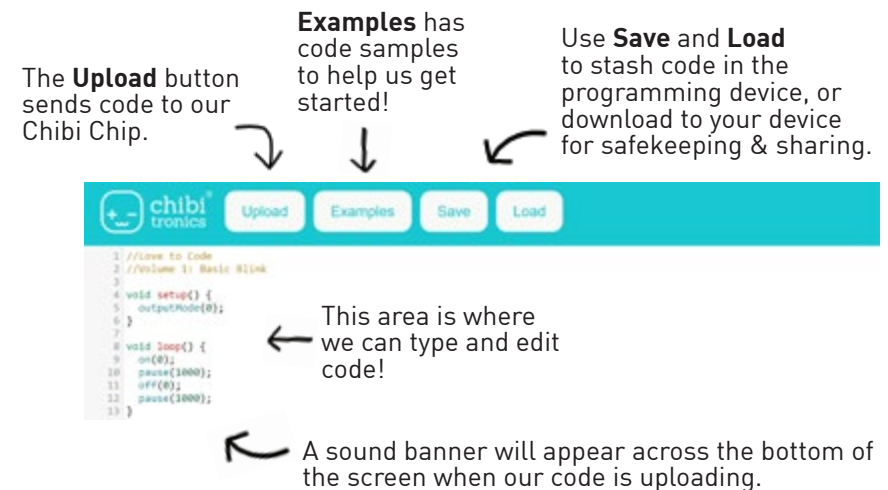 Examples has
code samples
to help us get
started!
Use Save and Load
to stash code in the
programming device, or
download to your device
for safekeeping & sharing.
The Upload button
sends code to our
Chibi Chip.
chibi
tronics
Upload
Examples
Save
Load
1 //Love to Code
2 //Volume 1: Basic Blink
3
4 void setup() {
5 outputMode(0);
6 }
7
8 void loop() {
9 on(0);
10 pause(1000);
11 off(0);
12 pause(1000);
13 }
This area is where
we can type and edit
code!
A sound banner will appear across the bottom of
the screen when our code is uploading.